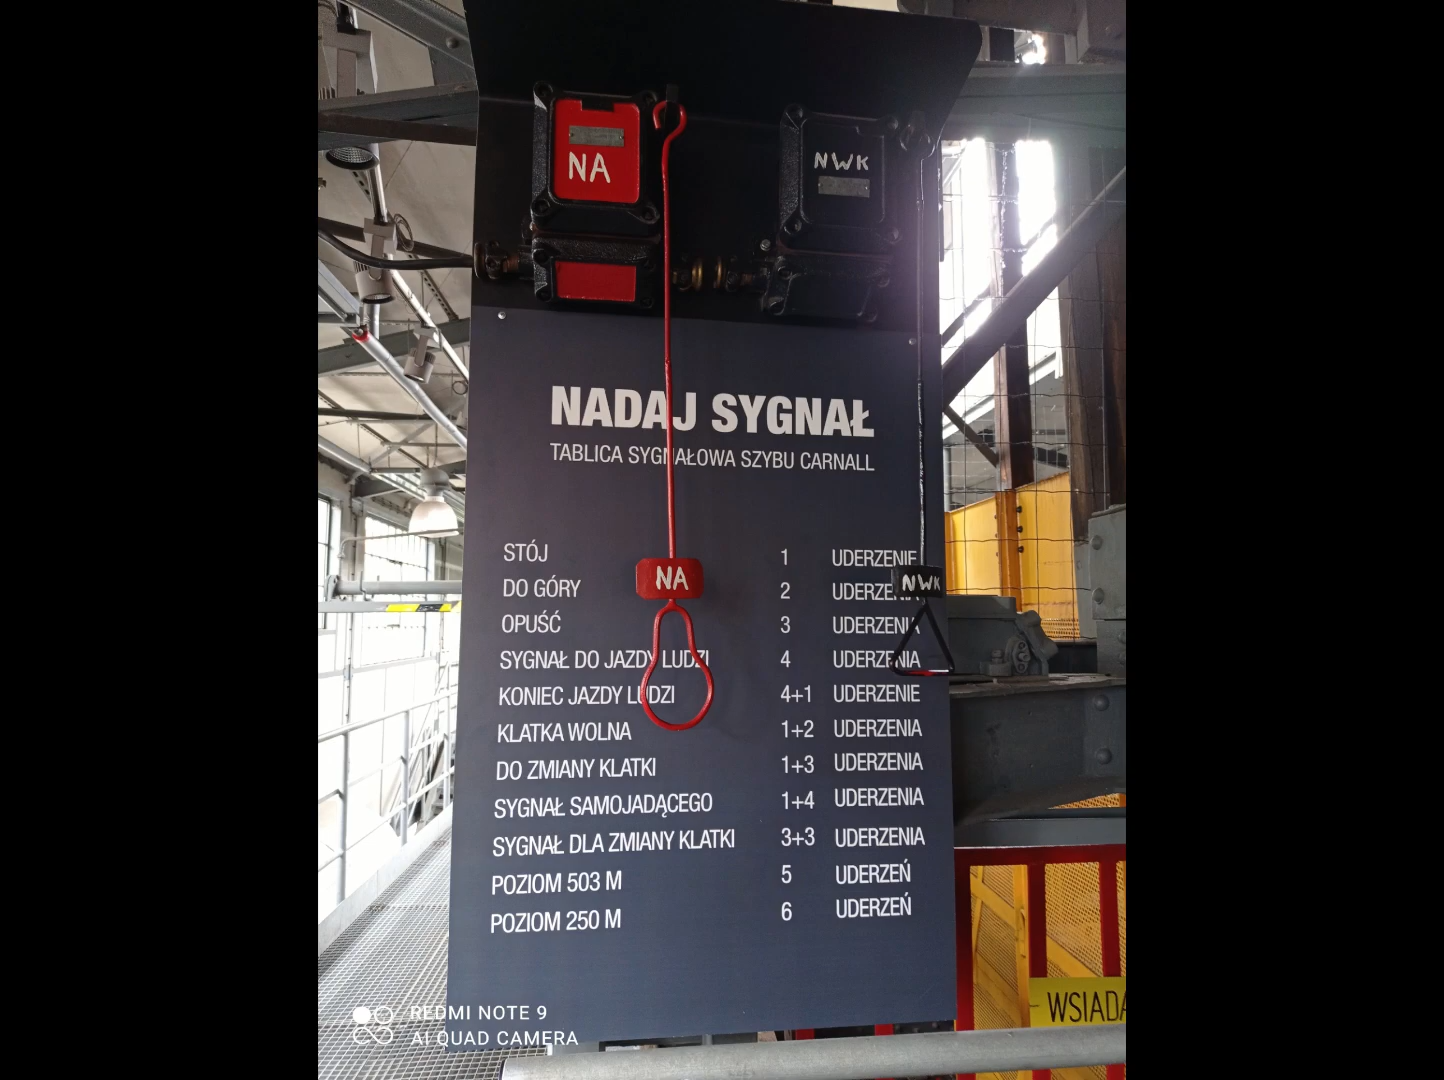 NA
NWK
NADAJ SYGNAŁ
TABLICA SYGNAŁOWA SZYBU CARNALL
STÓJ 1 UDERZENIE
DO GÓRY 2 UDERZENIA
OPUŚĆ 3 UDERZENIA
SYGNAŁ DO JAZDY LUDZI 4 UDERZENIA
KONIEC JAZDY LUDZI 4+1 UDERZENIE
KLATKA WOLNA 1+2 UDERZENIA
DO ZMIANY KLATKI 1+3 UDERZENIA
SYGNAŁ SAMOJADĄCEGO 1+4 UDERZENIA
SYGNAŁ DLA ZMIANY KLATKI 3+3 UDERZENIA
POZIOM 503 M 5 UDERZEŃ
POZIOM 250 M 6 UDERZEŃ
NA
NWK
WSIADA
REDMI NOTE 9
AI QUAD CAMERA